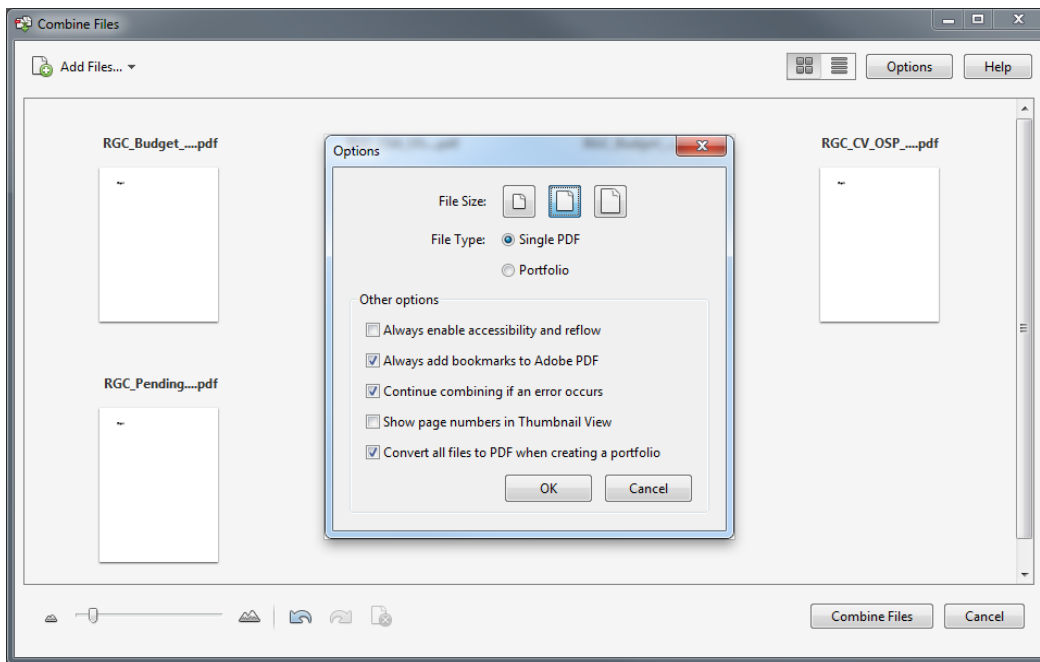 Combine Files
Add Files...
Options
Help
RGC_Budget_....pdf
RGC_CV_OSP_....pdf
RGC_Pending....pdf
Options
File Size:
File Type:
Single PDF
Portfolio
Other options
Always enable accessibility and reflow
Always add bookmarks to Adobe PDF
Continue combining if an error occurs
Show page numbers in Thumbnail View
Convert all files to PDF when creating a portfolio
OK
Cancel
Combine Files
Cancel